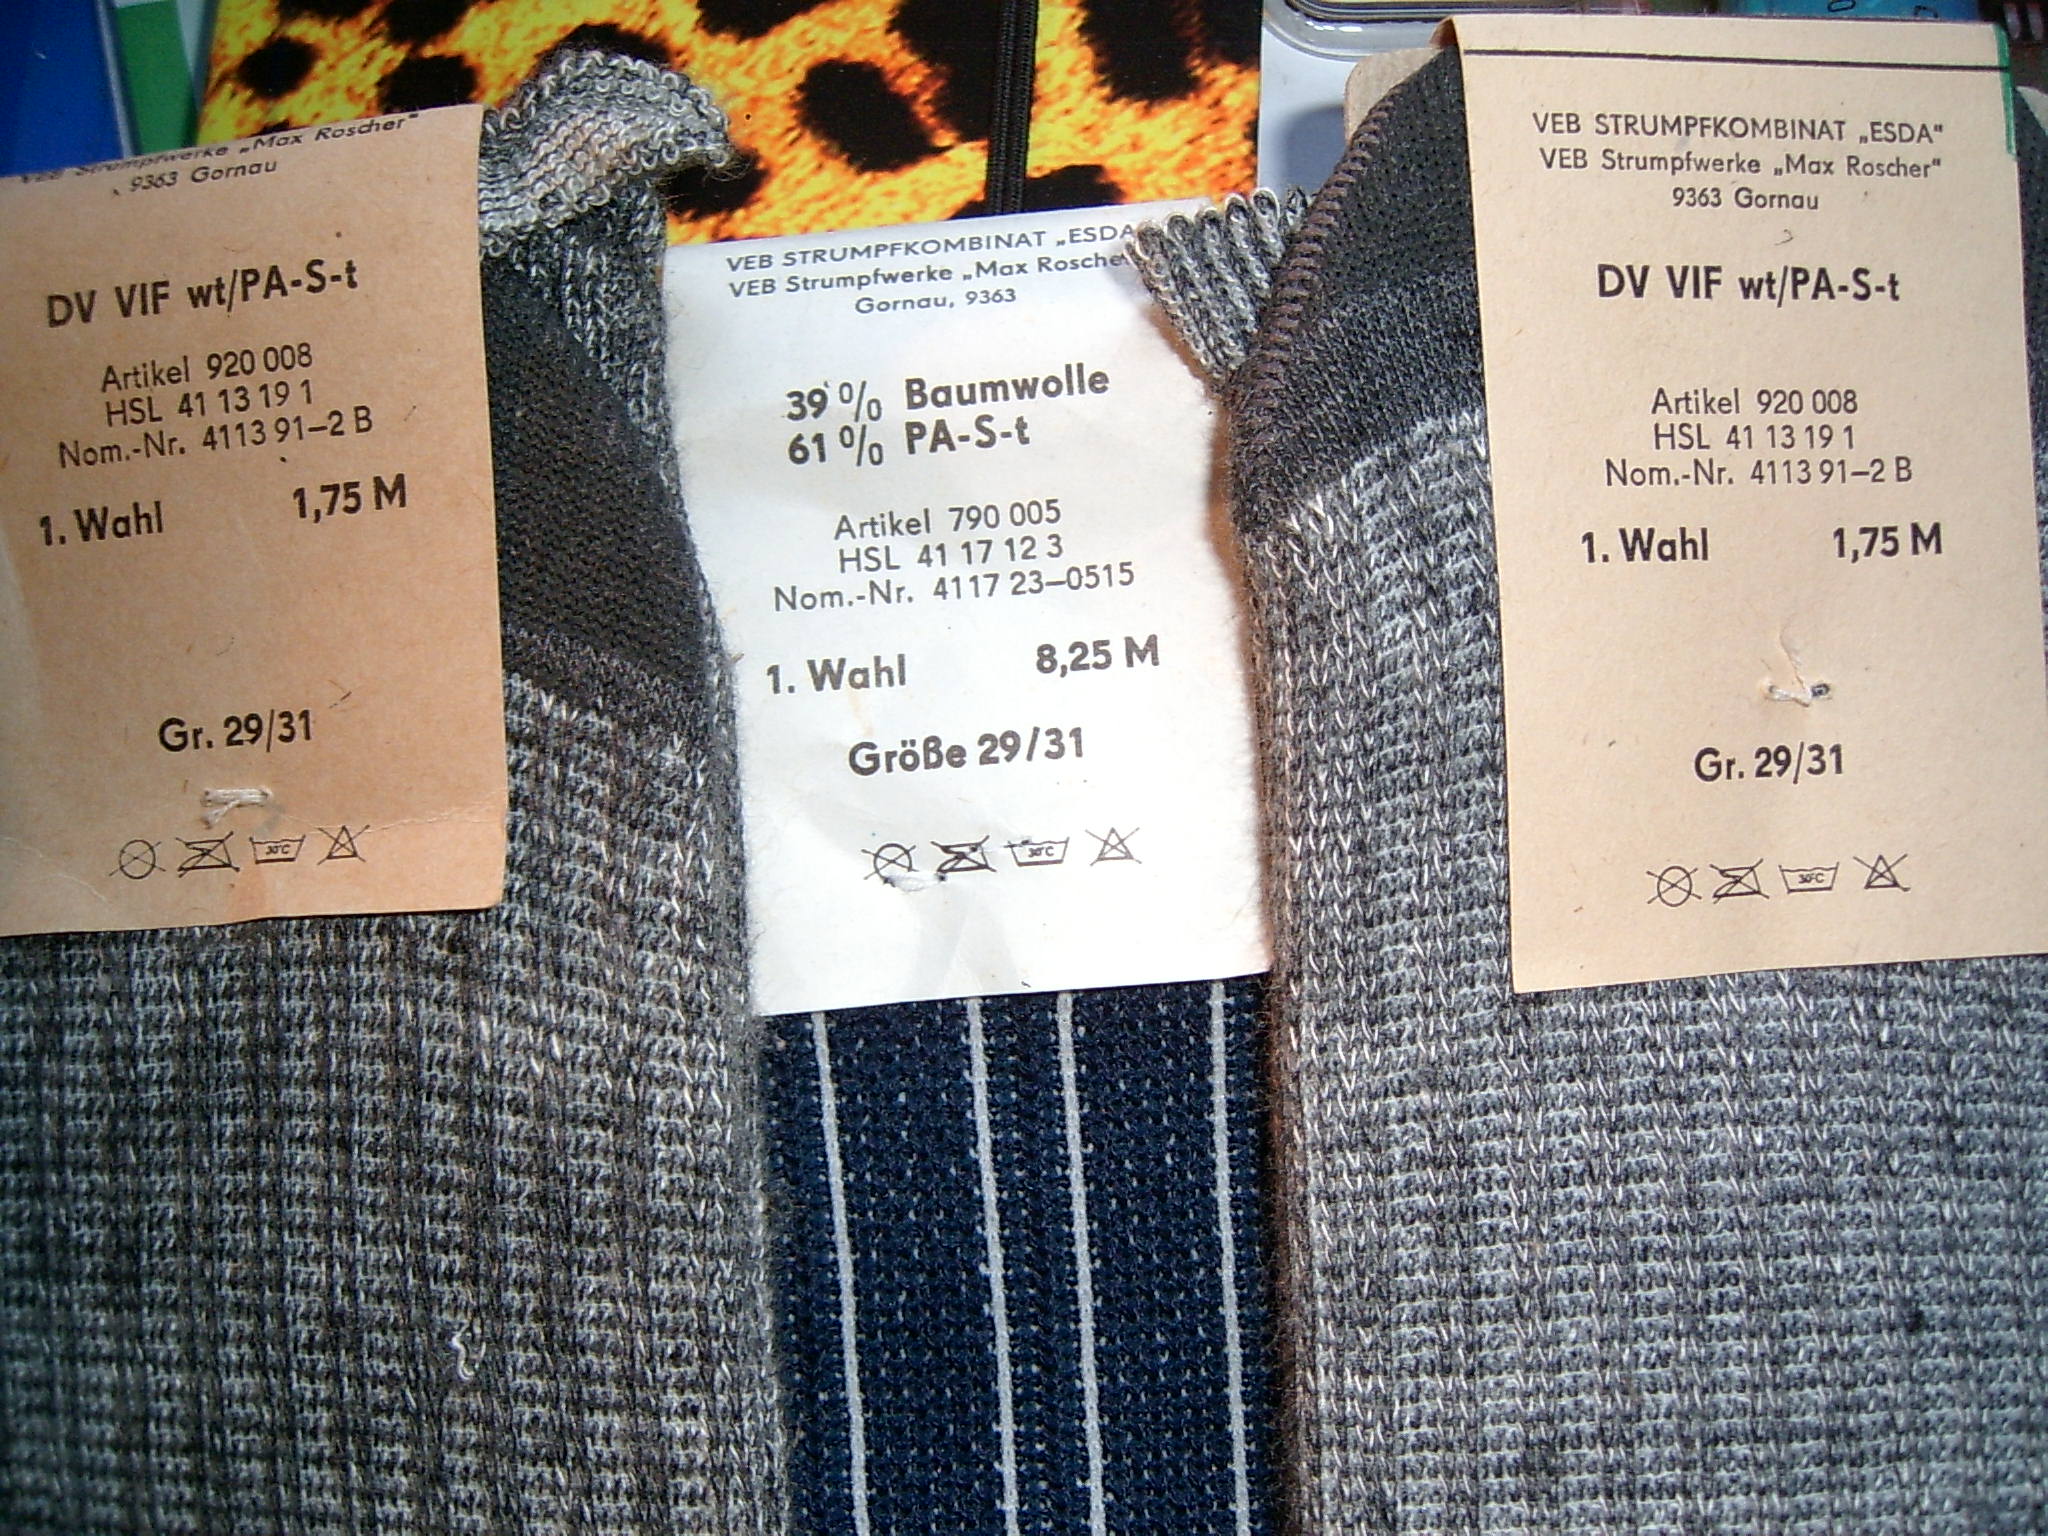 VEB Strumpfwerke „Max Roscher"
9363 Gornau
DV VIF wt/PA-S-t
Artikel 920 008
HSL 41 13 19 1
Nom.-Nr. 4113 91–2 B
1. Wahl 1,75 M
Gr. 29/31
30°C
VEB STRUMPFKOMBINAT „ESDA
VEB Strumpfwerke „Max Rosche
Gornau, 9363
39 % Baumwolle
61 % PA-S-t
Artikel 790 005
HSL 41 17 12 3
Nom.-Nr. 4117 23–0515
1. Wahl 8,25 M
Größe 29/31
30°C
VEB STRUMPFKOMBINAT „ESDA"
VEB Strumpfwerke „Max Roscher"
9363 Gornau
DV VIF wt/PA-S-t
Artikel 920 008
HSL 41 13 19 1
Nom.-Nr. 4113 91–2 B
1. Wahl 1,75 M
Gr. 29/31
30°C